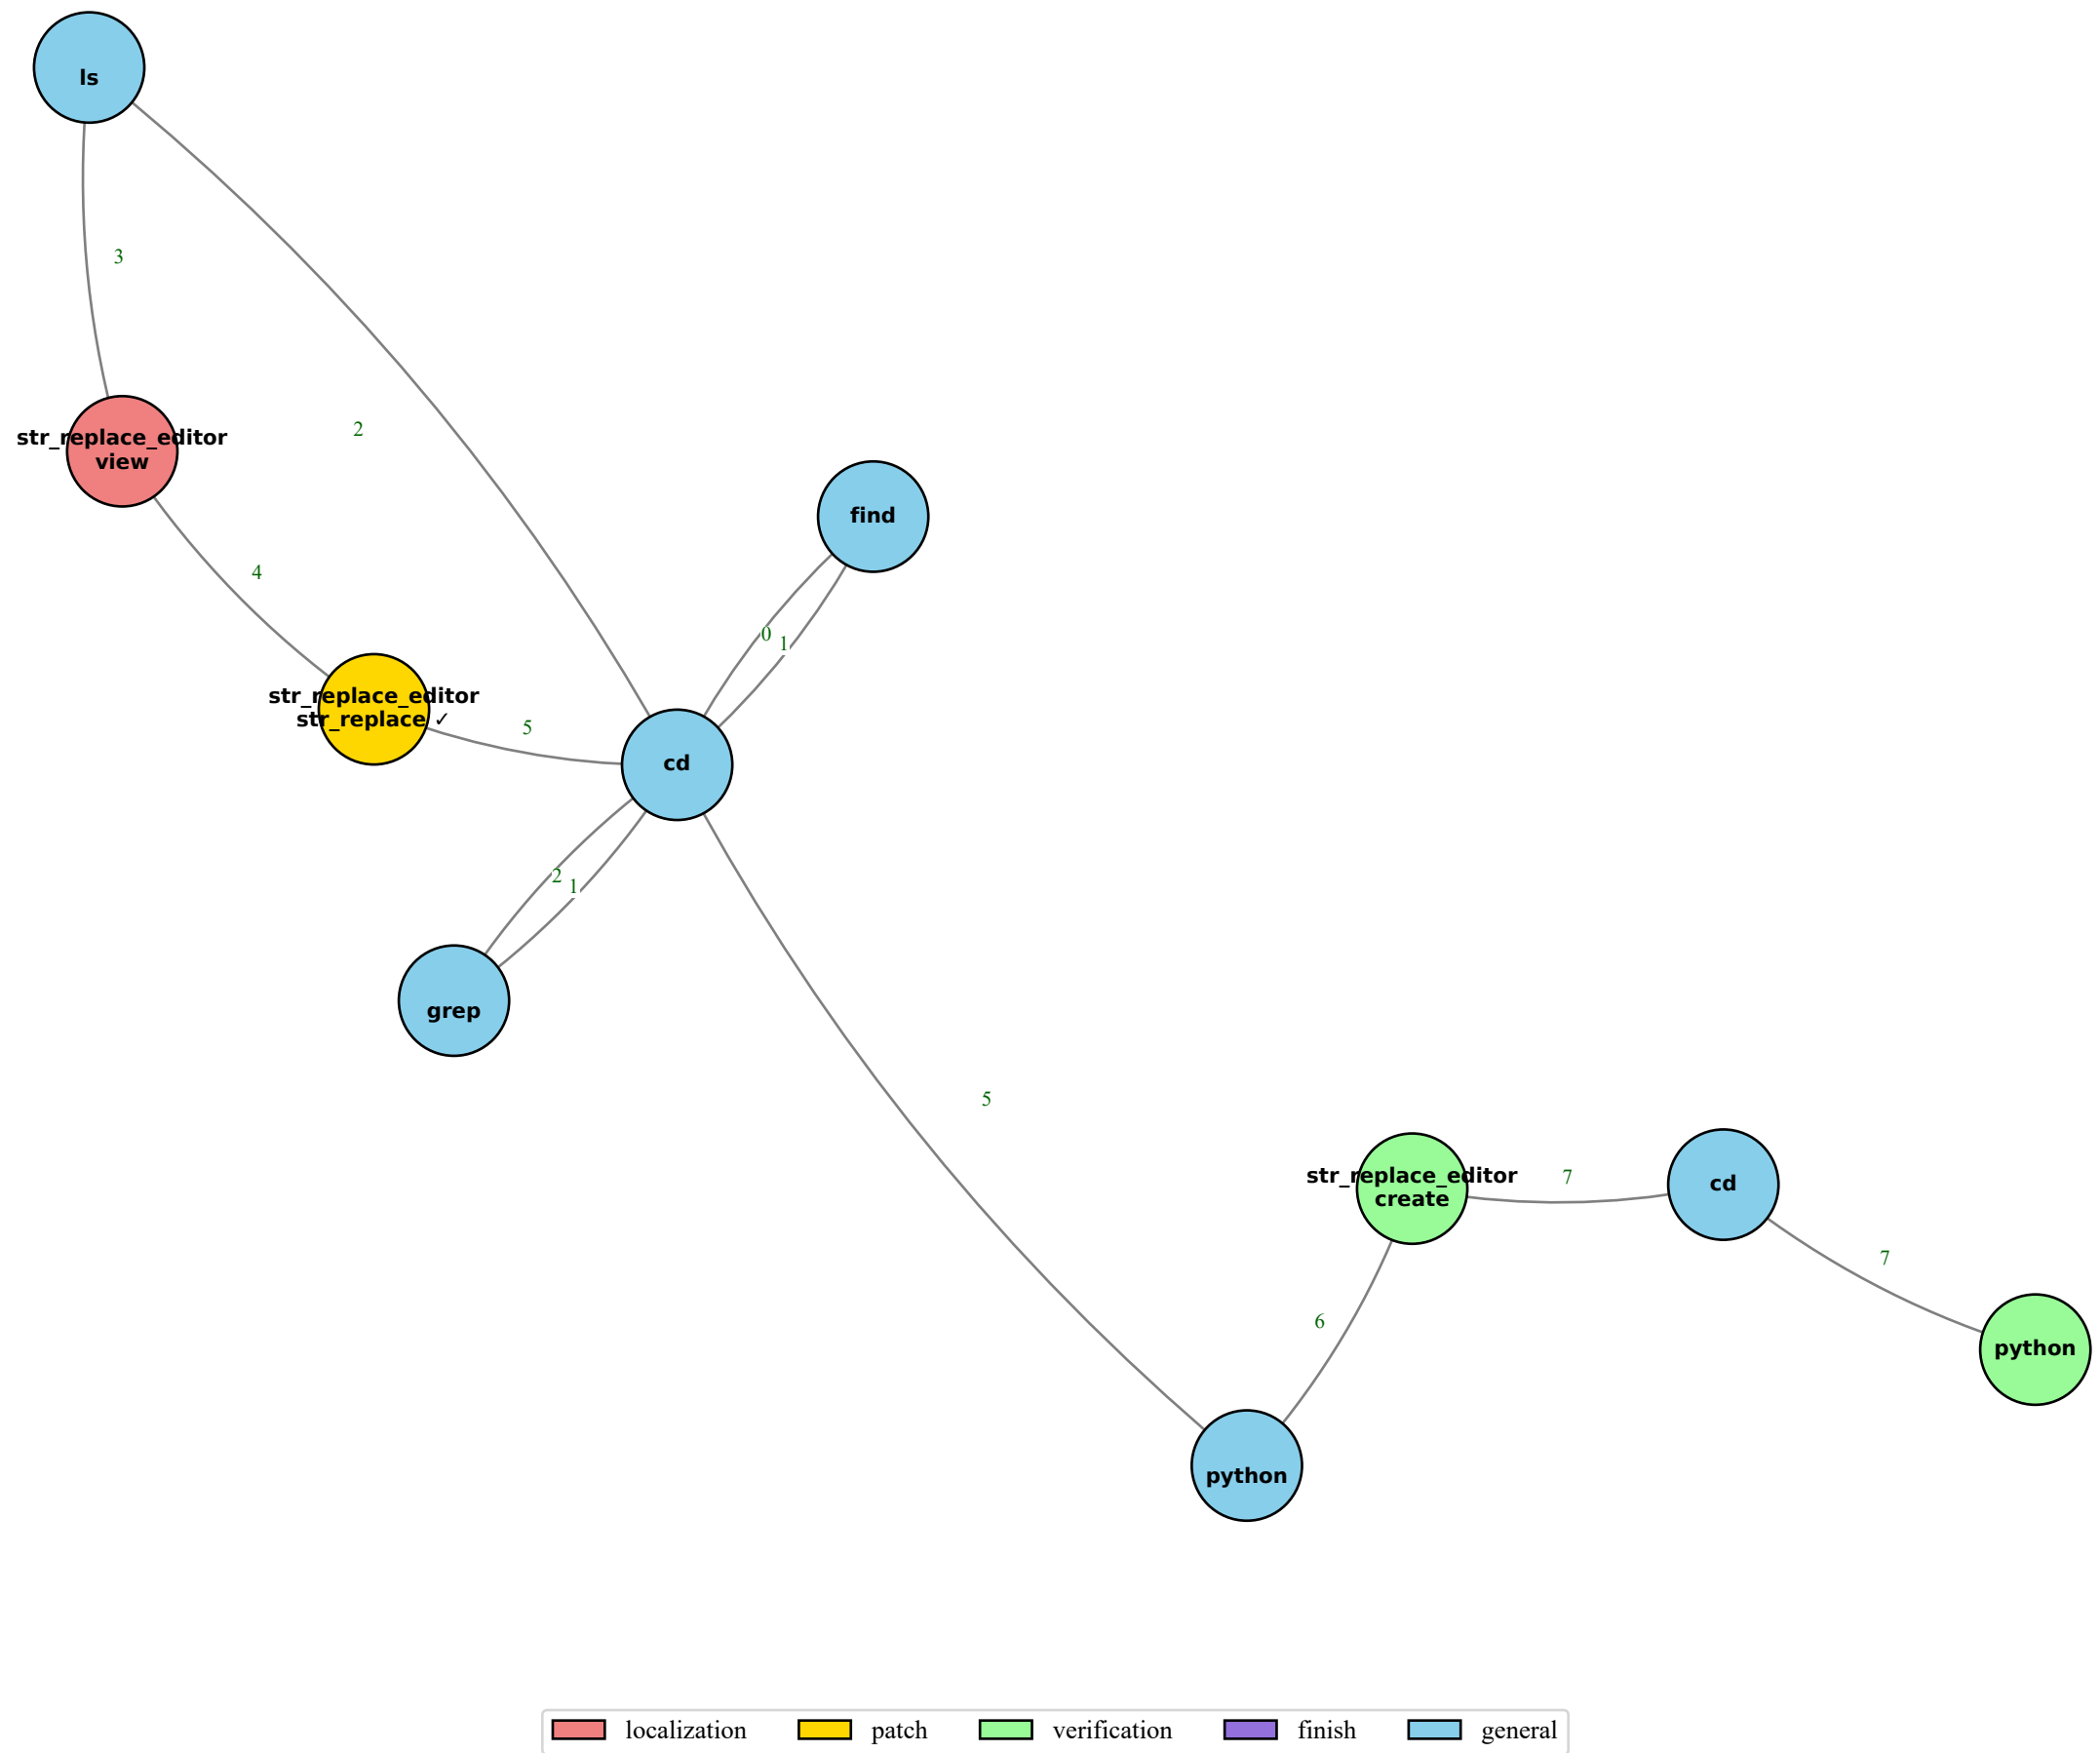 ls
3
2
str_replace_editor
view
find
4
0
1
str_replace_editor
str_replace ✓
5
cd
2
1
grep
5
str_replace_editor
create
7
cd
7
6
python
python
localization
patch
verification
finish
general